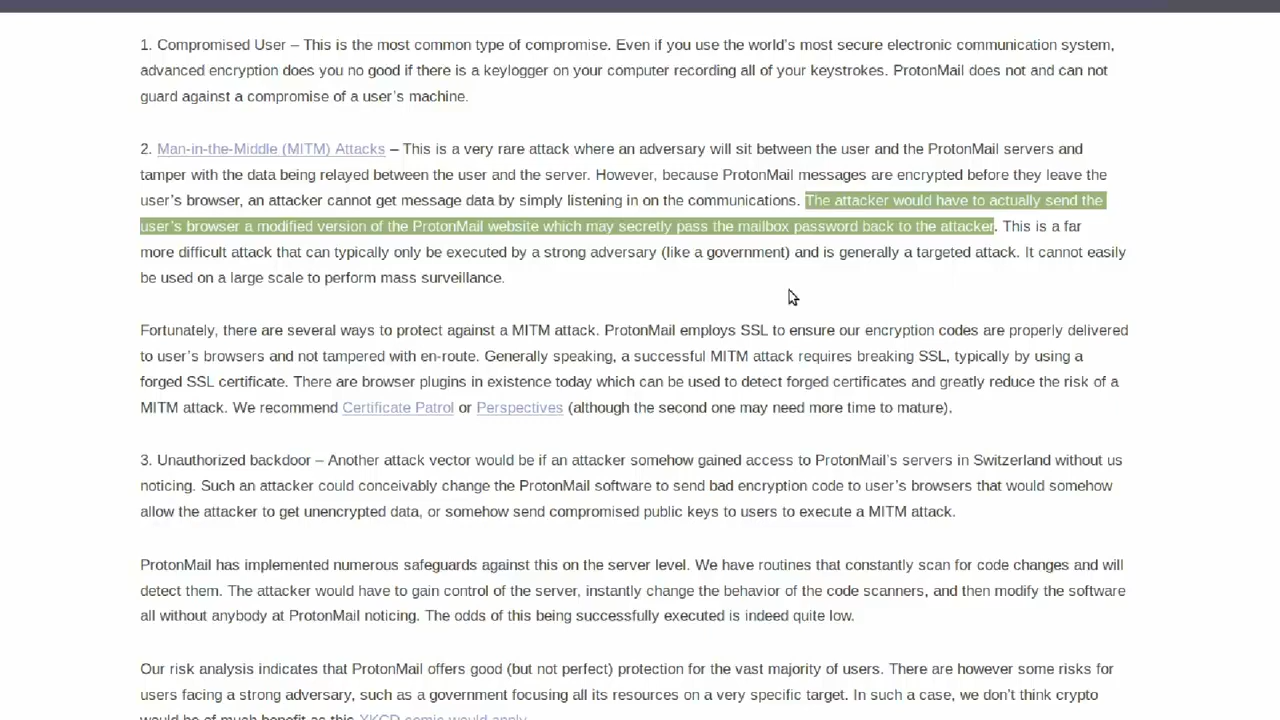 1. Compromised User – This is the most common type of compromise. Even if you use the world’s most secure electronic communication system,
advanced encryption does you no good if there is a keylogger on your computer recording all of your keystrokes. ProtonMail does not and can not
guard against a compromise of a user’s machine.
2. Man-in-the-Middle (MITM) Attacks – This is a very rare attack where an adversary will sit between the user and the ProtonMail servers and
tamper with the data being relayed between the user and the server. However, because ProtonMail messages are encrypted before they leave the
user’s browser, an attacker cannot get message data by simply listening in on the communications. The attacker would have to actually send the
user’s browser a modified version of the ProtonMail website which may secretly pass the mailbox password back to the attacker. This is a far
more difficult attack that can typically only be executed by a strong adversary (like a government) and is generally a targeted attack. It cannot easily
be used on a large scale to perform mass surveillance.
Fortunately, there are several ways to protect against a MITM attack. ProtonMail employs SSL to ensure our encryption codes are properly delivered
to user’s browsers and not tampered with en-route. Generally speaking, a successful MITM attack requires breaking SSL, typically by using a
forged SSL certificate. There are browser plugins in existence today which can be used to detect forged certificates and greatly reduce the risk of a
MITM attack. We recommend Certificate Patrol or Perspectives (although the second one may need more time to mature).
3. Unauthorized backdoor – Another attack vector would be if an attacker somehow gained access to ProtonMail’s servers in Switzerland without us
noticing. Such an attacker could conceivably change the ProtonMail software to send bad encryption code to user’s browsers that would somehow
allow the attacker to get unencrypted data, or somehow send compromised public keys to users to execute a MITM attack.
ProtonMail has implemented numerous safeguards against this on the server level. We have routines that constantly scan for code changes and will
detect them. The attacker would have to gain control of the server, instantly change the behavior of the code scanners, and then modify the software
all without anybody at ProtonMail noticing. The odds of this being successfully executed is indeed quite low.
Our risk analysis indicates that ProtonMail offers good (but not perfect) protection for the vast majority of users. There are however some risks for
users facing a strong adversary, such as a government focusing all its resources on a very specific target. In such a case, we don’t think crypto
would be of much benefit as this XKCD comic would apply.